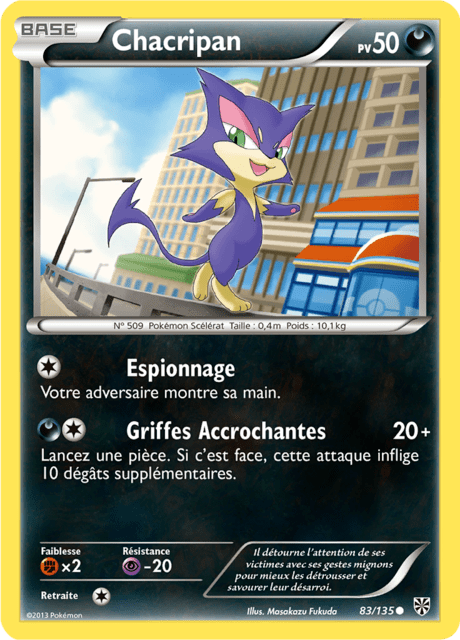 BASE
Chacripan
PV50
N° 509 Pokémon Scélérat Taille : 0,4m Poids : 10,1kg
Espionnage
Votre adversaire montre sa main.
Griffes Accrochantes 20+
Lancez une pièce. Si c'est face, cette attaque inflige
10 dégâts supplémentaires.
Faiblesse
×2
Résistance
-20
Retraite
Il détourne l'attention de ses
victimes avec ses gestes mignons
pour mieux les détrousser et
savourer leur désarroi.
©2013 Pokémon
Illus. Masakazu Fukuda
83/135